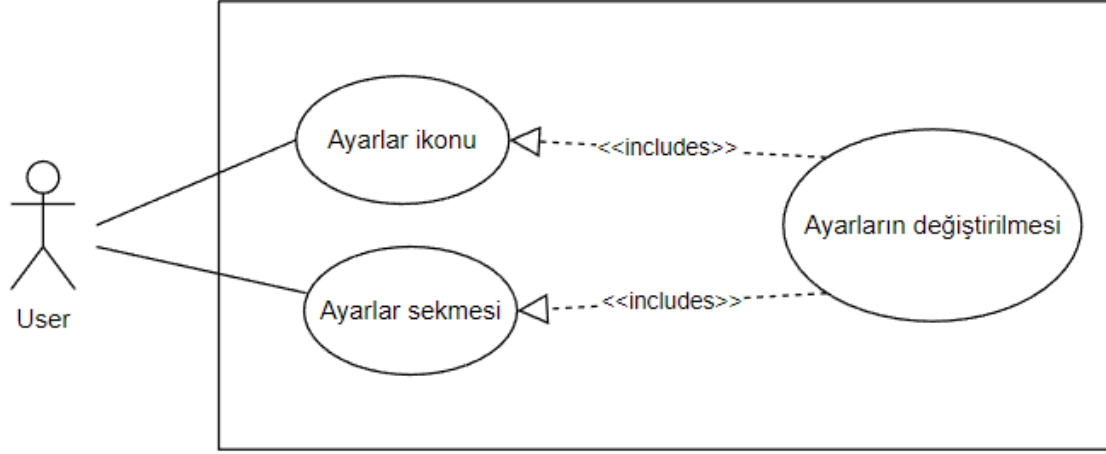 Ayarlar ikonu
<<includes>>
Ayarların değiştirilmesi
User
Ayarlar sekmesi
<<includes>>